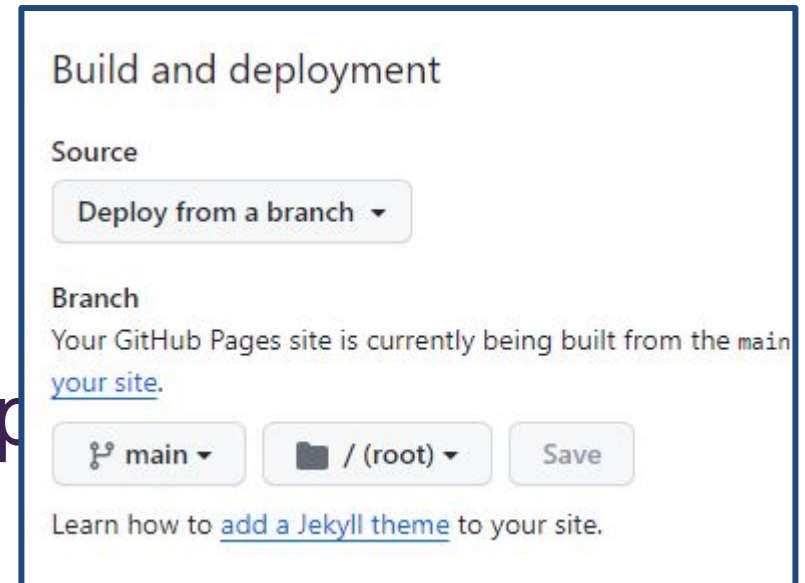 Build and deployment
Source
Deploy from a branch
Branch
Your GitHub Pages site is currently being built from the main
your site.
p
main / (root) Save
Learn how to add a Jekyll theme to your site.